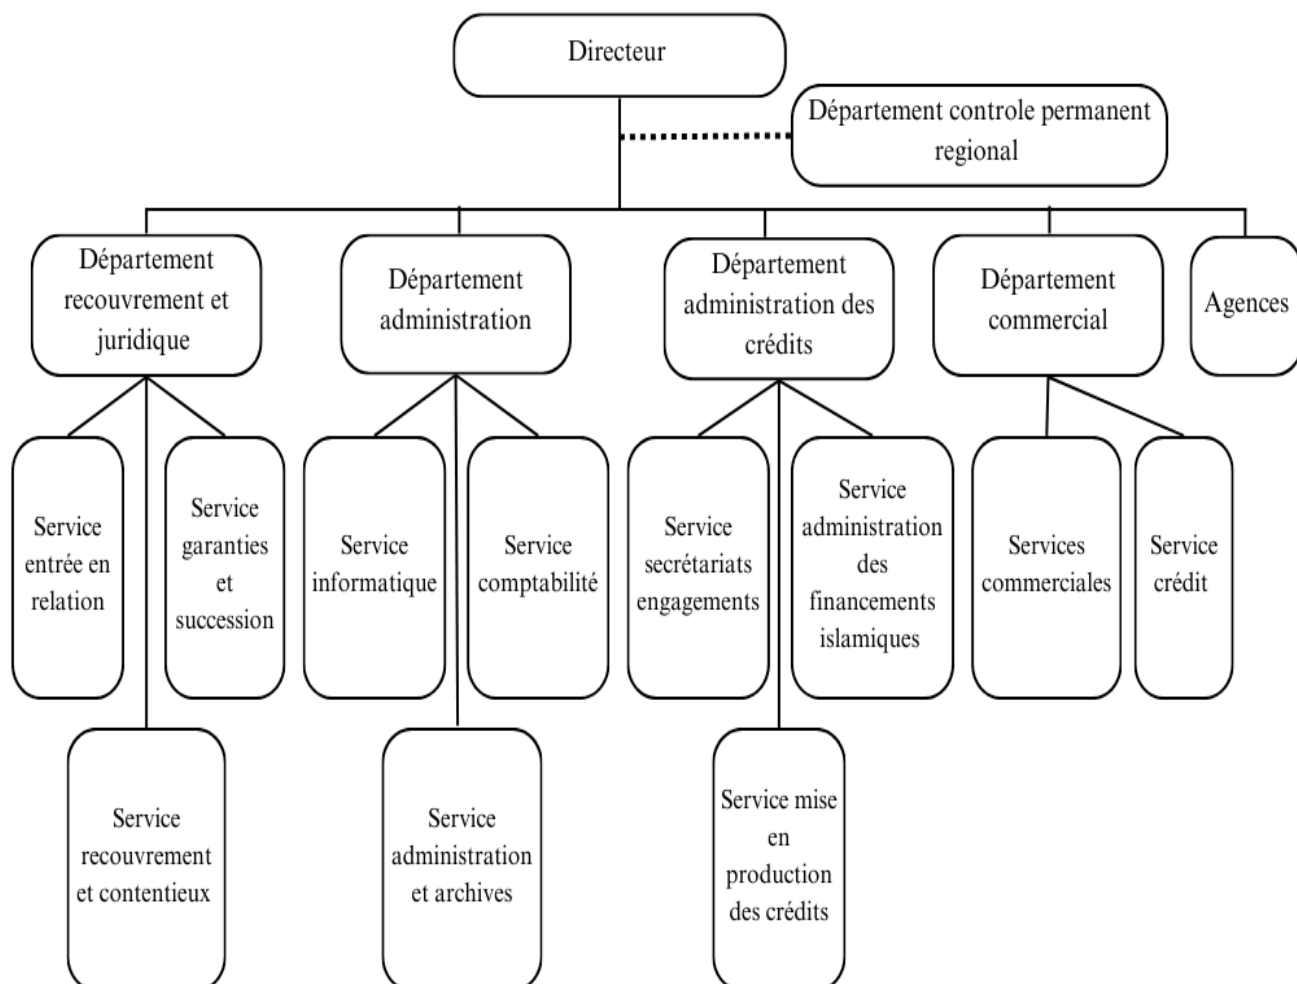 Directeur
Département controle permanent
regional
Département
recouvrement et
juridique
Département
administration
Département
administration des
crédits
Département
commercial
Agences
Service
entrée en
relation
Service
garanties
et
succession
Service
informatique
Service
comptabilité
Service
secrétariats
engagements
Service
administration
des
financements
islamiques
Services
commerciales
Service
crédit
Service
recouvrement
et contentieux
Service
administration
et archives
Service mise
en
production
des crédits